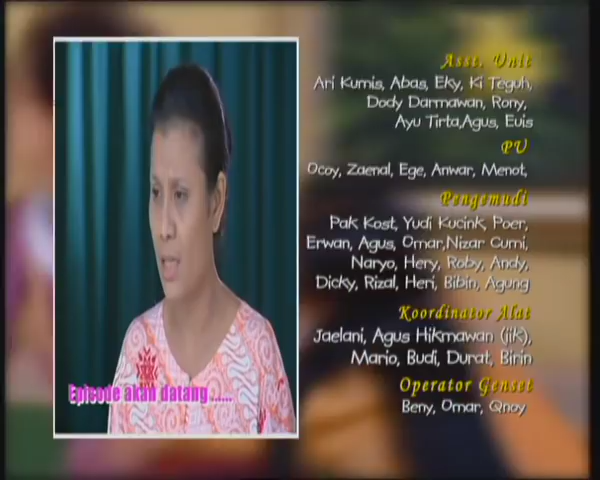 Asst. Unit
Ari Kumis, Abas, Eky, Ki Teguh,
Dody Darmawan, Rony,
Ayu Tirta,Agus, Euis
PU
Ocoy, Zaenal, Ege, Anwar, Menot,
Pengemudi
Pak Kost, Yudi Kucink, Poer,
Erwan, Agus, Omar,Nizar Cumi,
Naryo, Hery, Roby, Andy,
Dicky, Rizal, Heri, Bibin, Agung
Koordinator Alat
Jaelani, Agus Hikmawan (iik),
Mario, Budi, Durat, Birin
Operator Genset
Beny, Omar, Qnoy
Episode akan datang......